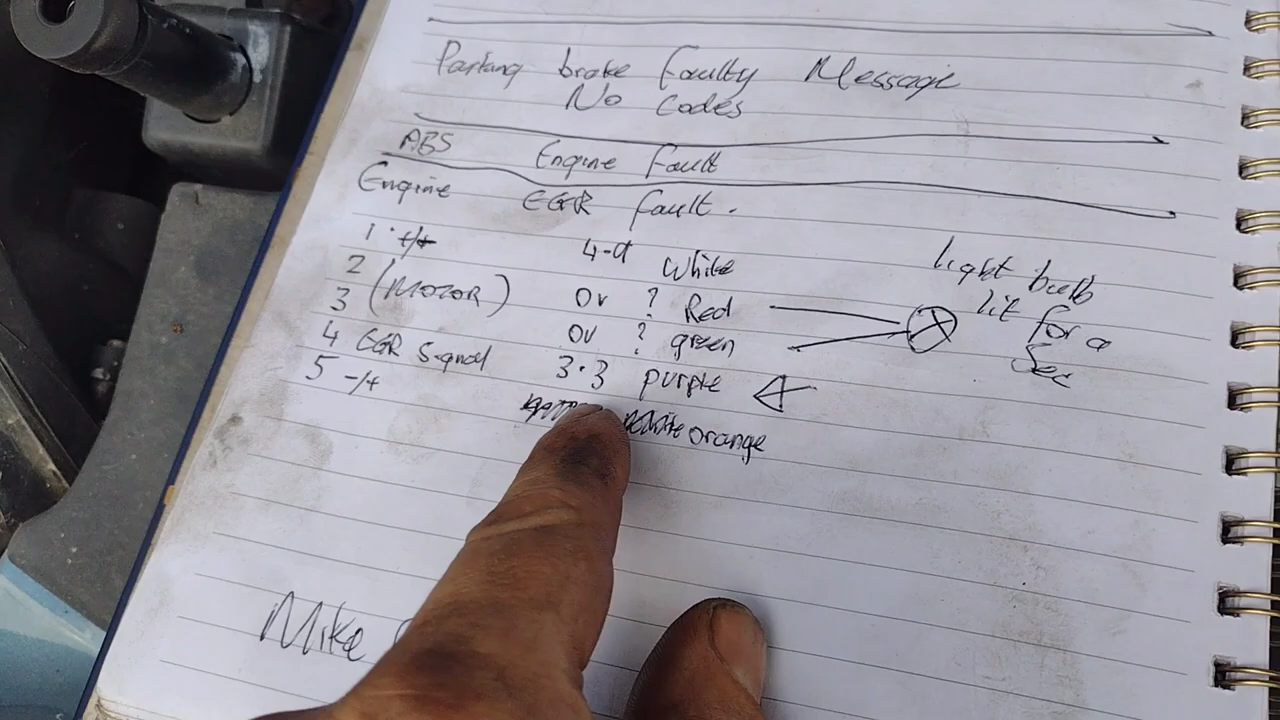 Parking brake Faulty Message
No Codes
ABS Engine Fault
Engine EGR fault.
1 +/+ 4-9 White
2 (MOTOR) 0v ? Red
3 0v ? green
4 EGR Signal 3.3 purple
5 -/+ orange
light bulb
lit for a
Sec
Mike